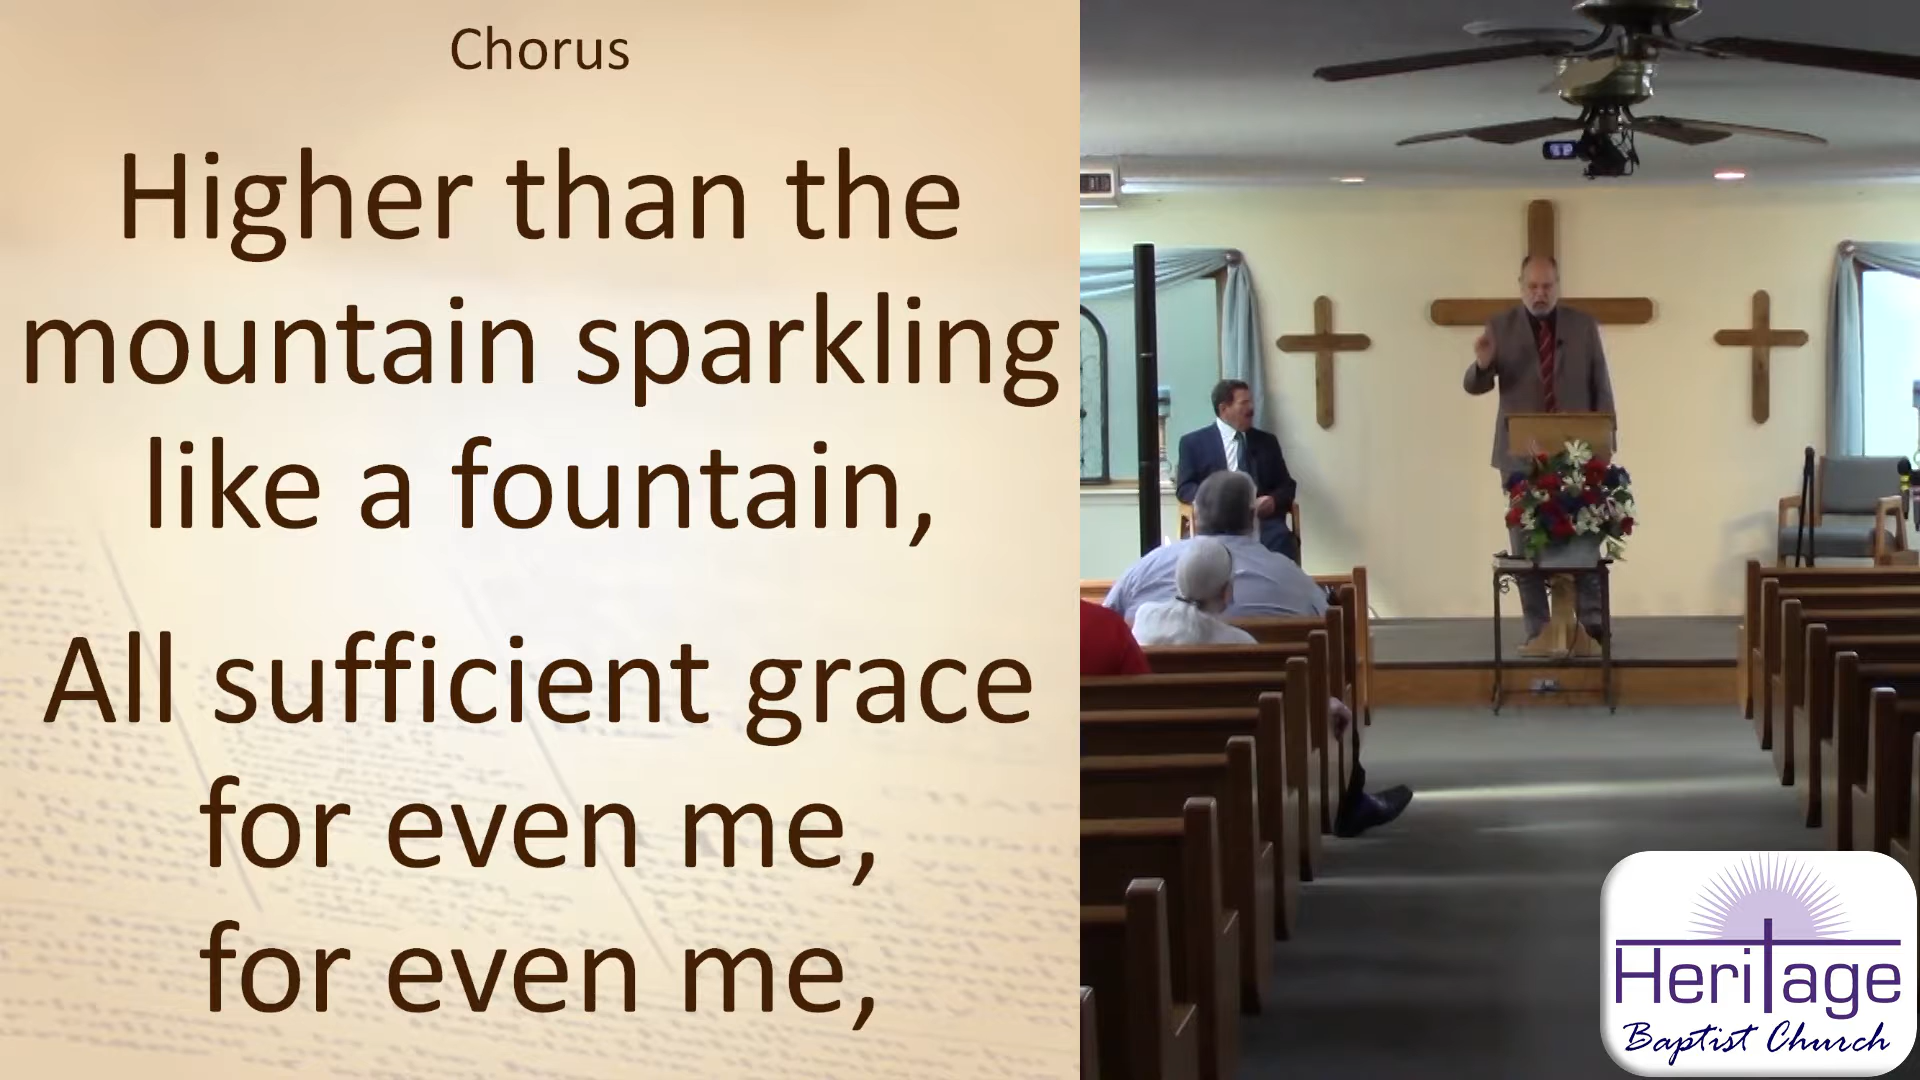 Chorus
Higher than the
mountain sparkling
like a fountain,
All sufficient grace
for even me,
for even me,
Heritage
Baptist Church